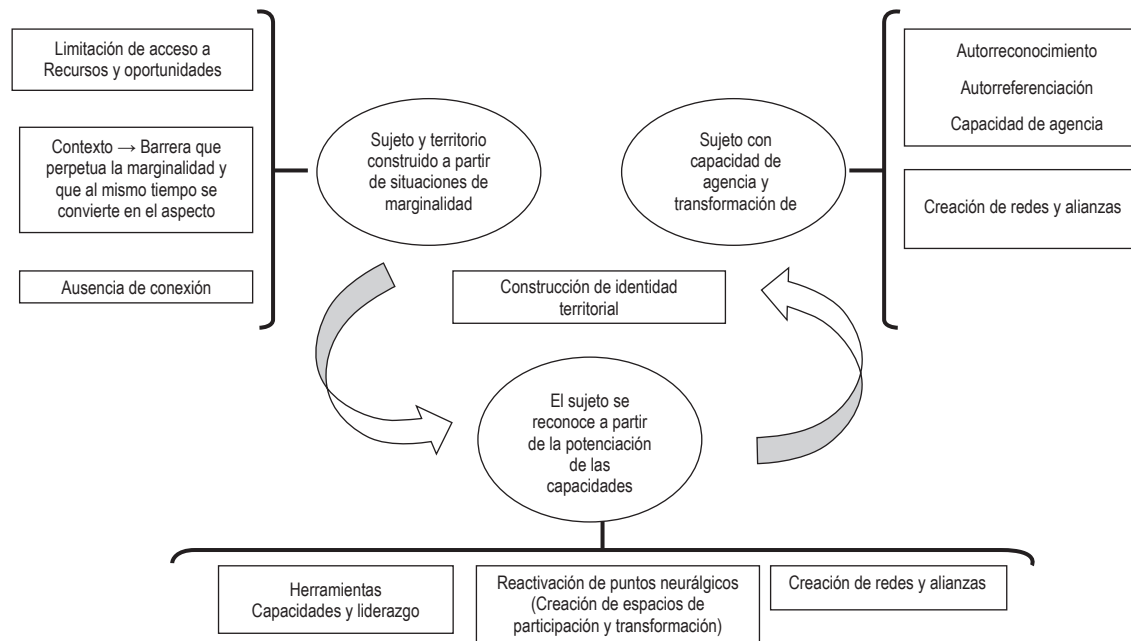 Limitación de acceso a
Recursos y oportunidades
Contexto → Barrera que
perpetua la marginalidad y
que al mismo tiempo se
convierte en el aspecto
Ausencia de conexión
Sujeto y territorio
construido a partir
de situaciones de
marginalidad
Sujeto con
capacidad de
agencia y
transformación de
Autorreconocimiento
Autorreferenciación
Capacidad de agencia
Creación de redes y alianzas
Construcción de identidad
territorial
El sujeto se
reconoce a partir
de la potenciación
de las
capacidades
Herramientas
Capacidades y liderazgo
Reactivación de puntos neurálgicos
(Creación de espacios de
participación y transformación)
Creación de redes y alianzas